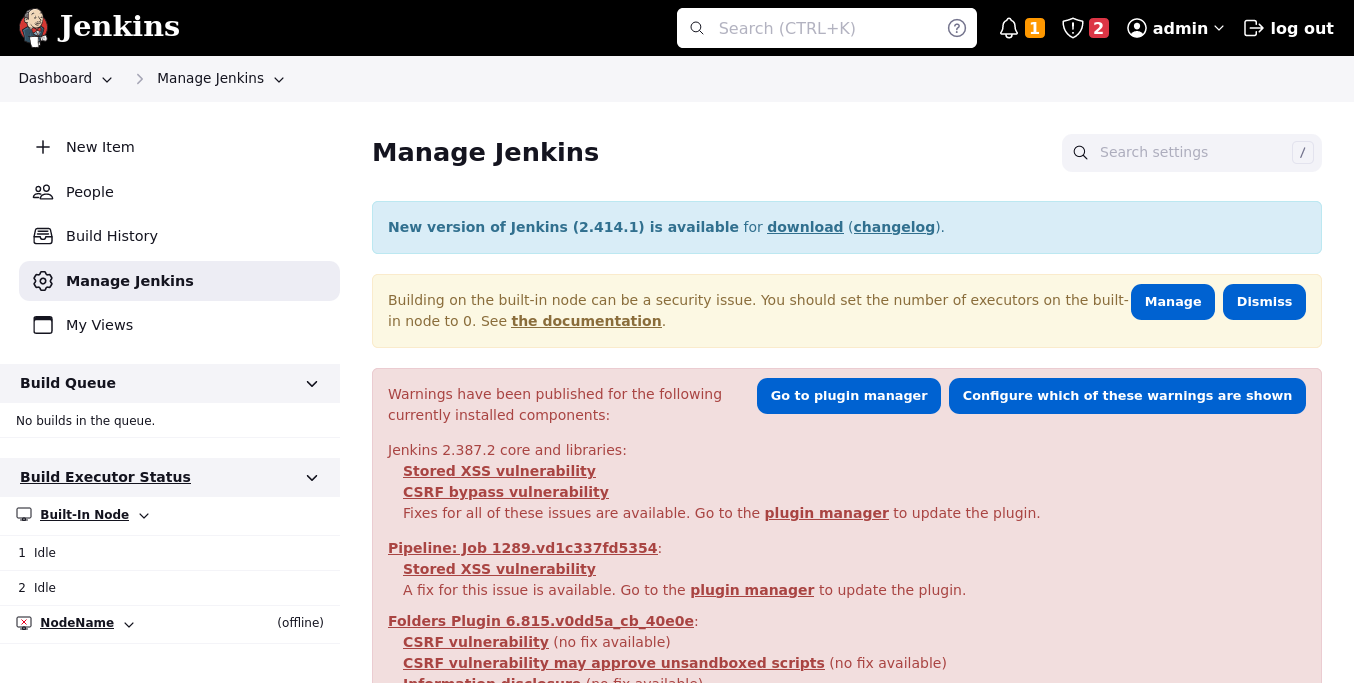 Jenkins
Search (CTRL+K)
1
2
admin
log out
Dashboard
Manage Jenkins
New Item
People
Build History
Manage Jenkins
My Views
Build Queue
No builds in the queue.
Build Executor Status
Built-In Node
1 Idle
2 Idle
NodeName (offline)
Manage Jenkins
Search settings /
New version of Jenkins (2.414.1) is available for download (changelog).
Building on the built-in node can be a security issue. You should set the number of executors on the built-
in node to 0. See the documentation.
Manage
Dismiss
Warnings have been published for the following
currently installed components:
Go to plugin manager
Configure which of these warnings are shown
Jenkins 2.387.2 core and libraries:
Stored XSS vulnerability
CSRF bypass vulnerability
Fixes for all of these issues are available. Go to the plugin manager to update the plugin.
Pipeline: Job 1289.vd1c337fd5354:
Stored XSS vulnerability
A fix for this issue is available. Go to the plugin manager to update the plugin.
Folders Plugin 6.815.v0dd5a_cb_40e0e:
CSRF vulnerability (no fix available)
CSRF vulnerability may approve unsandboxed scripts (no fix available)
Information disclosure (no fix available)